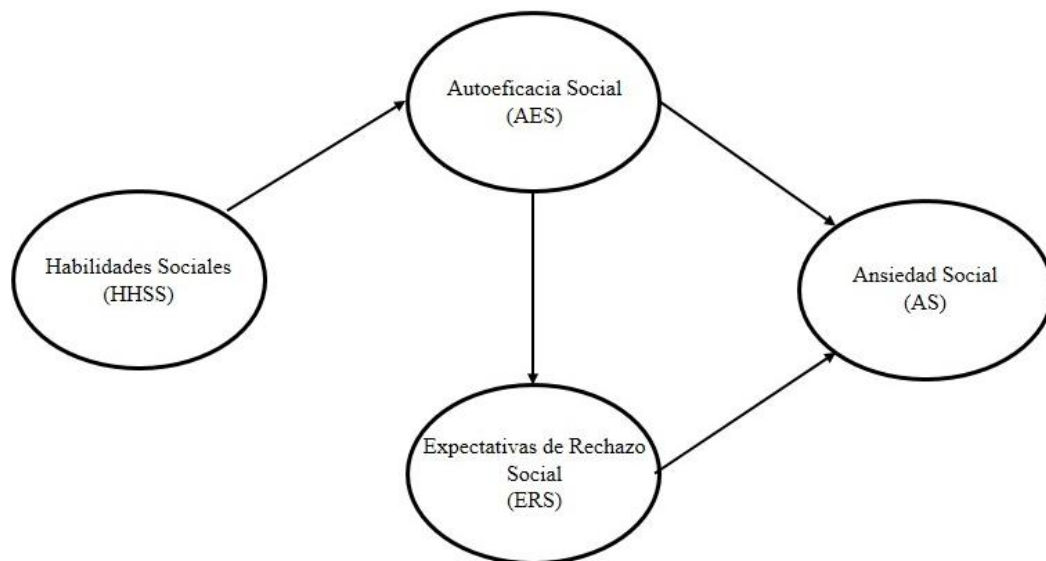 Autoeficacia Social
(AES)
Habilidades Sociales
(HHSS)
Ansiedad Social
(AS)
Expectativas de Rechazo
Social
(ERS)